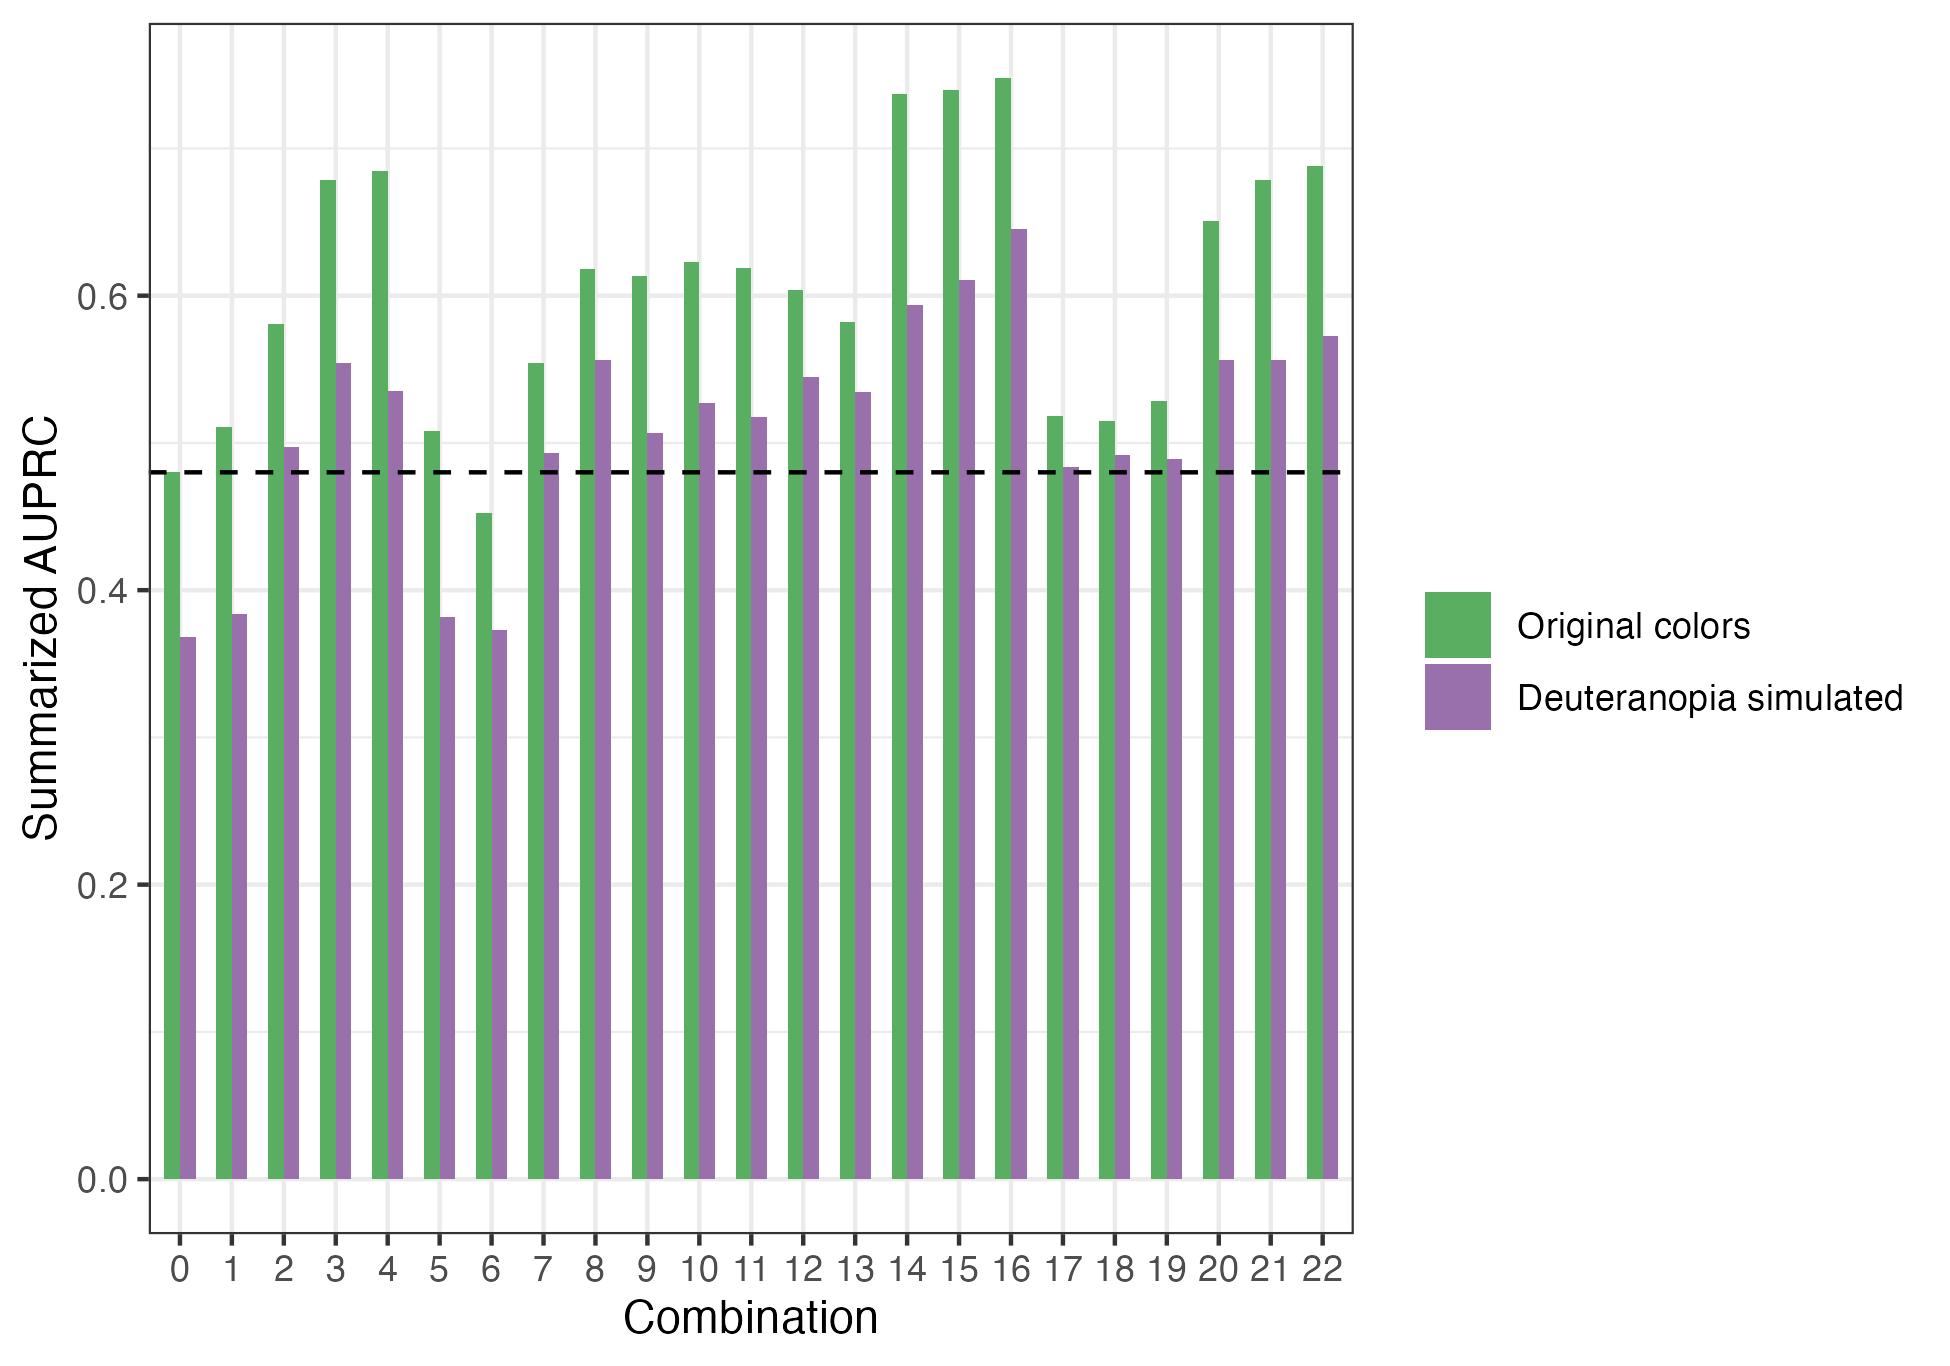 Summarized AUPRC
0.6
0.4
0.2
0.0
0 1 2 3 4 5 6 7 8 9 10 11 12 13 14 15 16 17 18 19 20 21 22
Combination
Original colors
Deuteranopia simulated